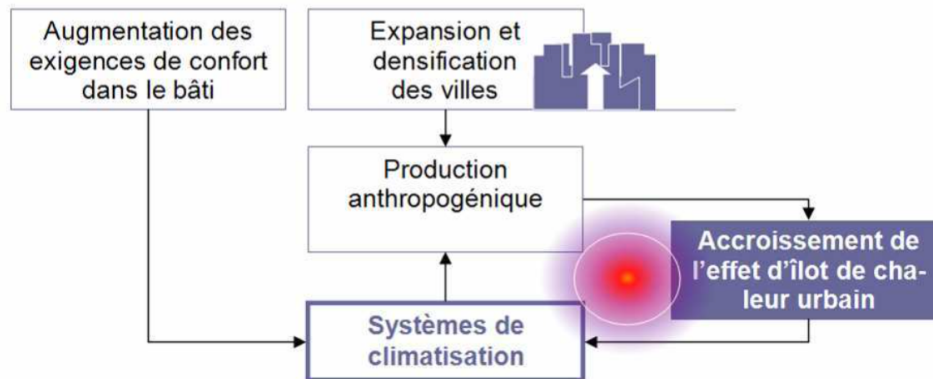 Augmentation des
exigences de confort
dans le bâti
Expansion et
densification
des villes
Production
anthropogénique
Accroissement de
l'effet d'îlot de cha-
leur urbain
Systèmes de
climatisation